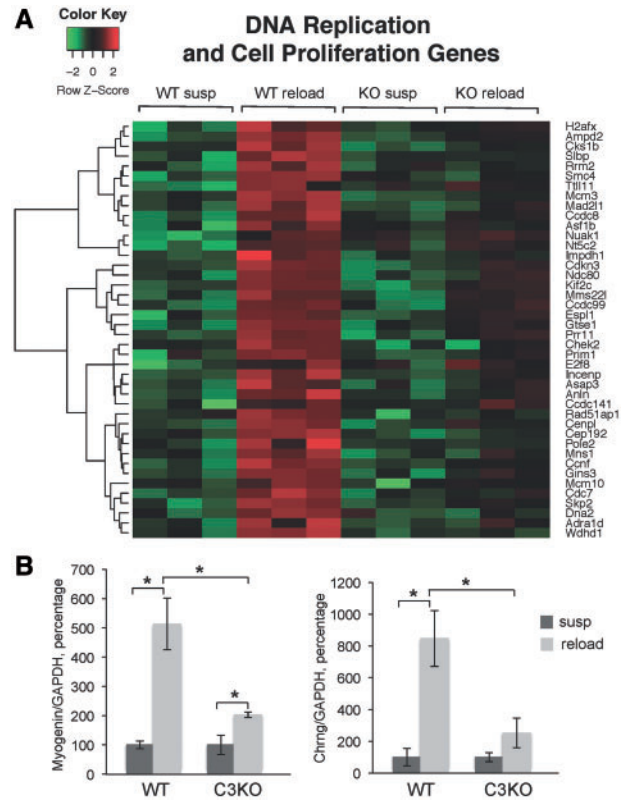 A
Color Key
−2 0 2
Row Z-Score
DNA Replication
and Cell Proliferation Genes
WT susp WT reload KO susp KO reload
H2afx
Ampd2
Cks1b
Slbp
Rrm2
Smc4
Ttll11
Mcm3
Mad2l1
Ccdc8
Asf1b
Nuak1
Nt5c2
Impdh1
Cdkn3
Ndc80
Kif2c
Mms22l
Ccdc99
Espl1
Gtse1
Prr11
Chek2
Prim1
E2f8
Incenp
Asap3
Anln
Ccdc141
Rad51ap1
Cenpl
Cep192
Pole2
Mns1
Ccnf
Gins3
Mcm10
Cdc7
Skp2
Dna2
Adra1d
Wdhd1
B
Myogenin/GAPDH, percentage
700
600
500
400
300
200
100
0
* * *
WT C3KO
Chrng/GAPDH, percentage
1200
1000
800
600
400
200
0
* *
WT C3KO
susp
reload